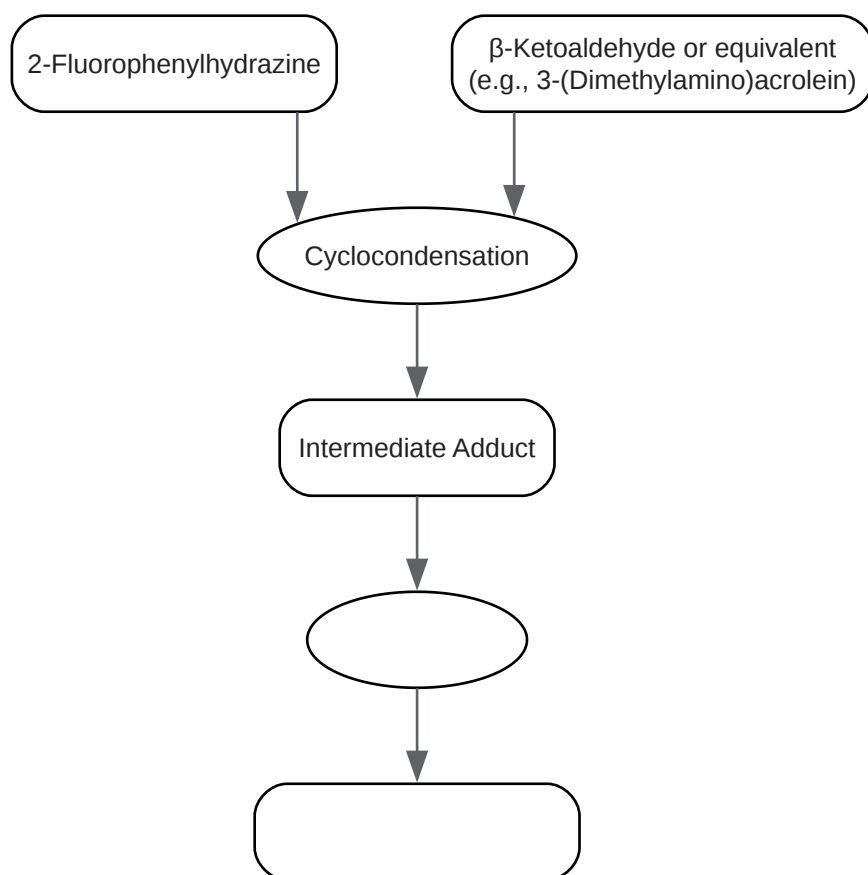 2-Fluorophenylhydrazine
β-Ketoaldehyde or equivalent
(e.g., 3-(Dimethylamino)acrolein)
Cyclocondensation
Intermediate Adduct